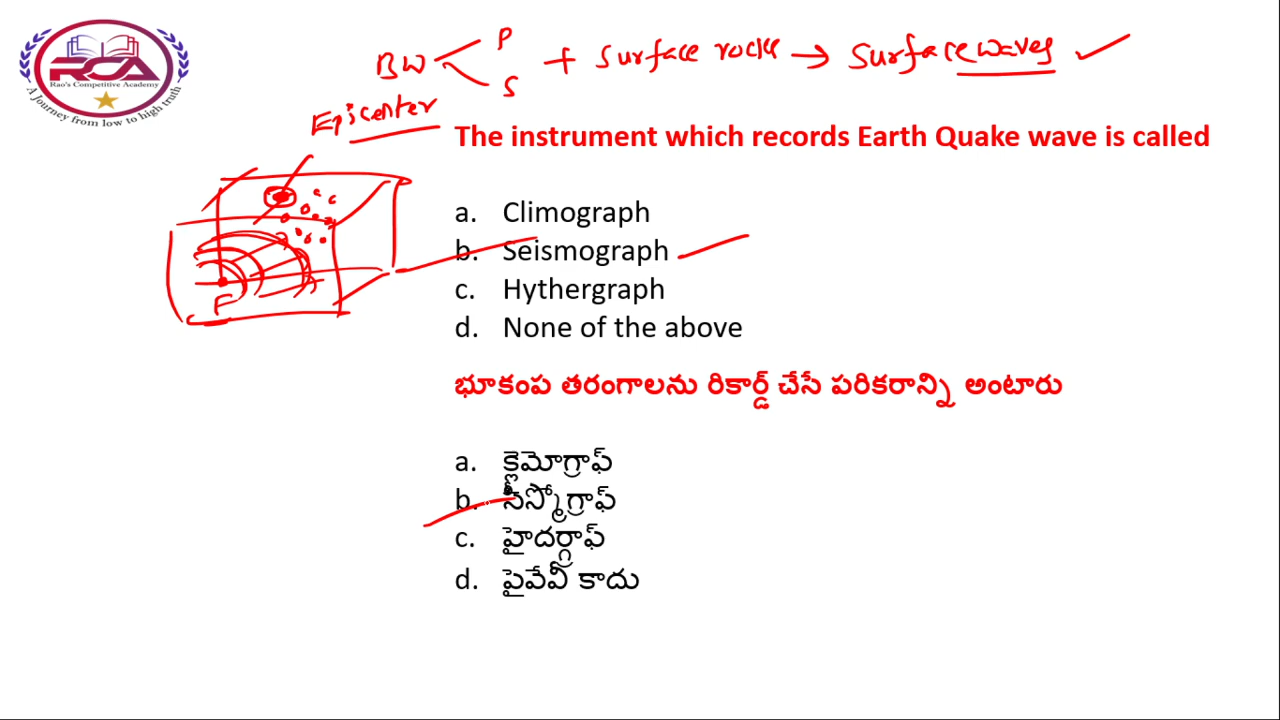 RCA
Rao's Competitive Academy
A Journey from low to high truth
BW P S + Surface rocks → Surface waves
Epicenter
F
The instrument which records Earth Quake wave is called
a. Climograph
b. Seismograph
c. Hythergraph
d. None of the above
భూకంప తరంగాలను రికార్డ్ చేసే పరికరాన్ని అంటారు
a. క్లైమోగ్రాఫ్
b. సీస్మోగ్రాఫ్
c. హైదర్గ్రాఫ్
d. పైవేవీ కాదు